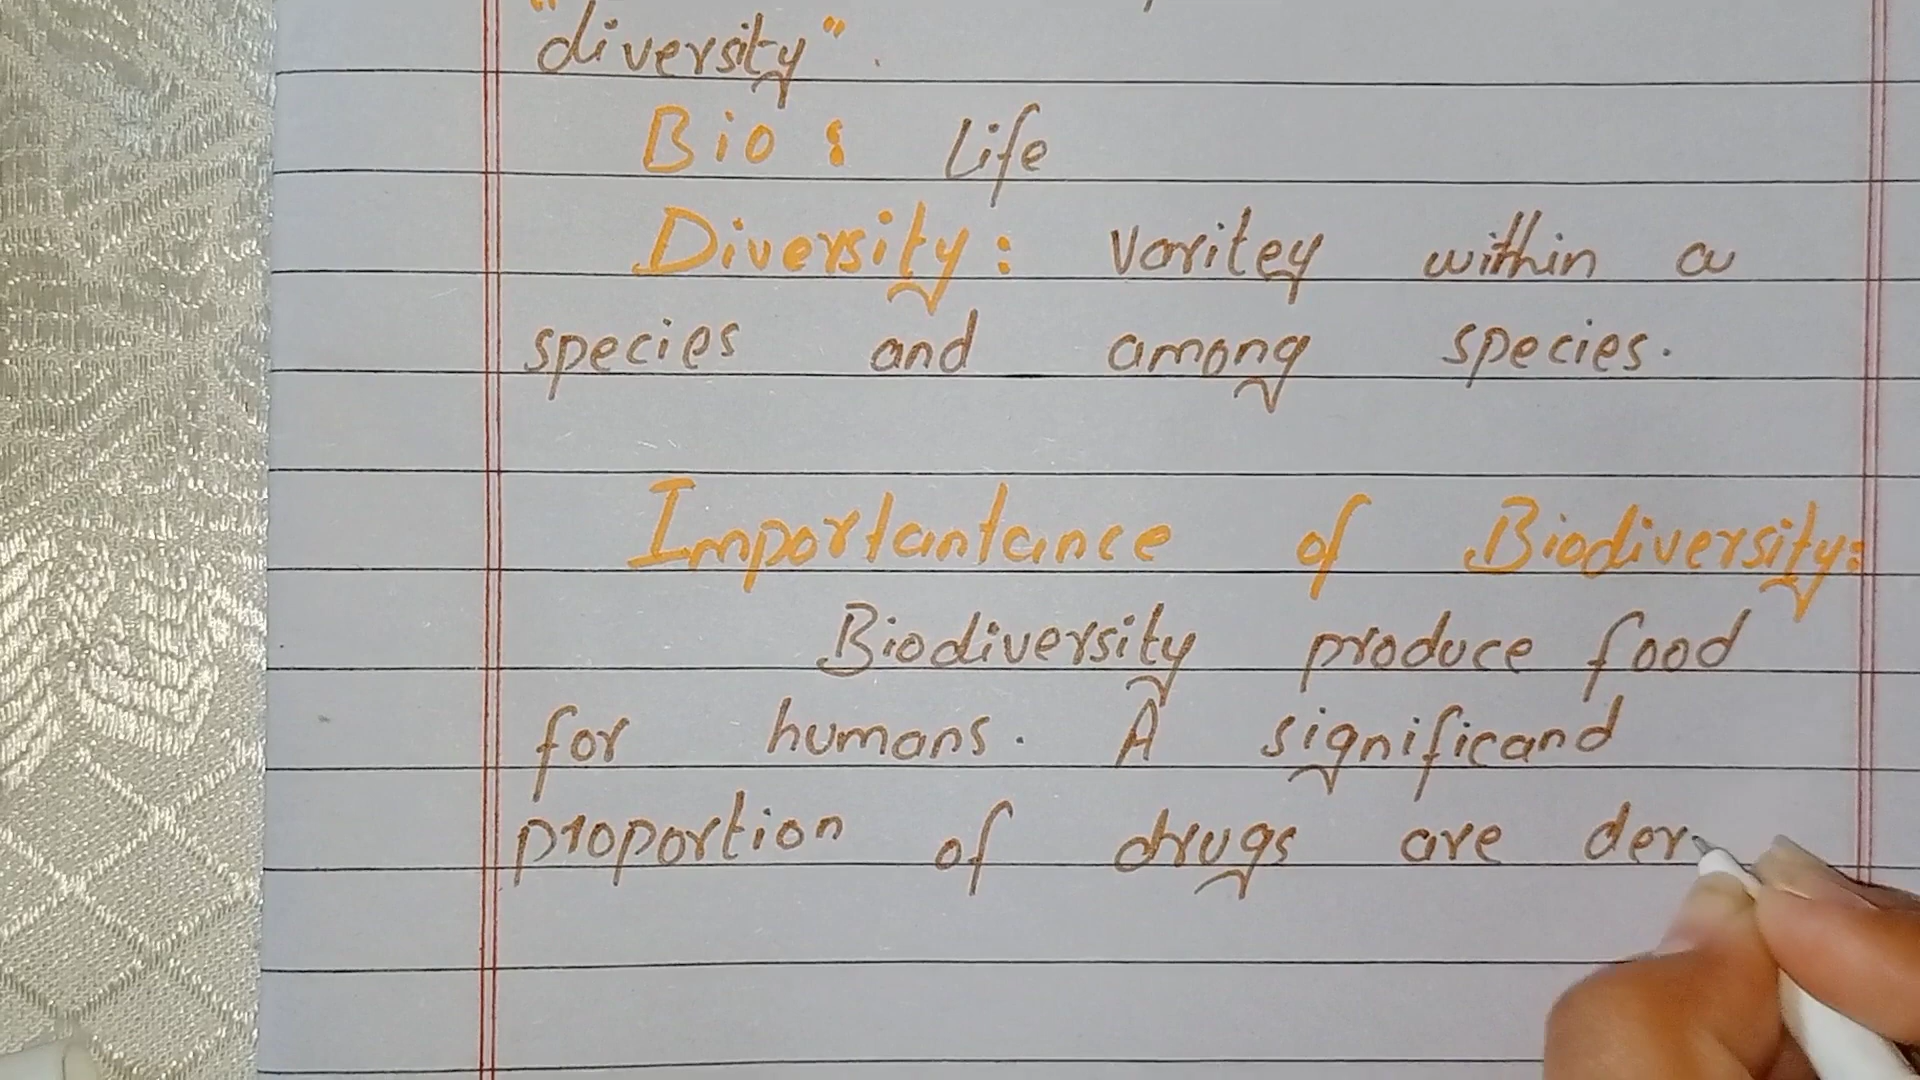 "diversity".
Bio: Life
Diversity: Varitey within a
species and among species.
Importantance of Biodiversity:
Biodiversity produce food
for humans. A significand
proportion of drugs are der